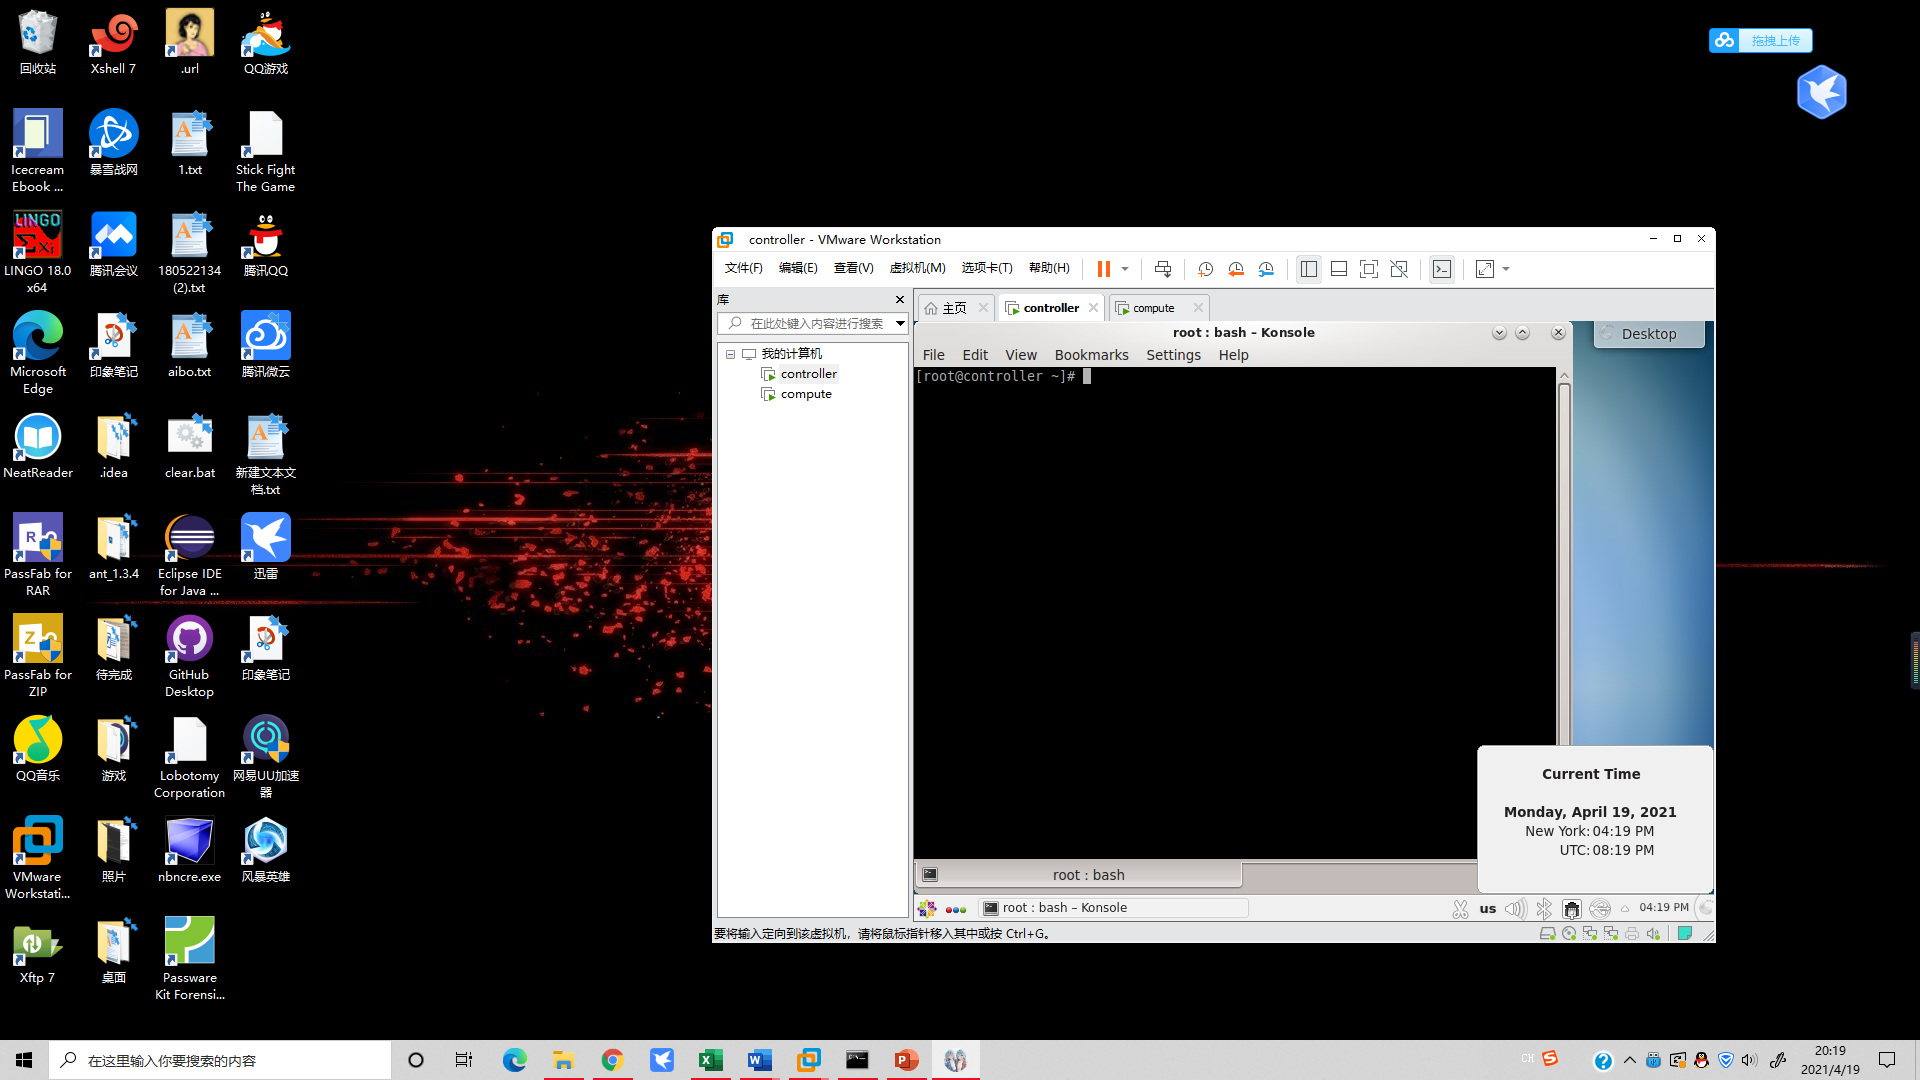 回收站
Xshell 7
.url
QQ游戏
Icecream
Ebook ...
暴雪战网
1.txt
Stick Fight
The Game
LINGO
LINGO 18.0
x64
腾讯会议
180522134
(2).txt
腾讯QQ
Microsoft
Edge
印象笔记
aibo.txt
腾讯微云
NeatReader
.idea
clear.bat
新建文本文
档.txt
PassFab for
RAR
ant_1.3.4
Eclipse IDE
for Java ...
迅雷
PassFab for
ZIP
待完成
GitHub
Desktop
印象笔记
QQ音乐
游戏
Lobotomy
Corporation
网易UU加速
器
VMware
Workstati...
照片
nbncre.exe
风暴英雄
Xftp 7
桌面
Passware
Kit Forensi...
拖拽上传
controller - VMware Workstation
文件(F) 编辑(E) 查看(V) 虚拟机(M) 选项卡(T) 帮助(H)
库
在此处键入内容进行搜索
我的计算机
controller
compute
主页 controller compute
root : bash – Konsole
Desktop
File Edit View Bookmarks Settings Help
[root@controller ~]#
Current Time
Monday, April 19, 2021
New York: 04:19 PM
UTC: 08:19 PM
root : bash
root : bash – Konsole
us
04:19 PM
要将输入定向到该虚拟机，请将鼠标指针移入其中或按 Ctrl+G。
在这里输入你要搜索的内容
CH
20:19
2021/4/19